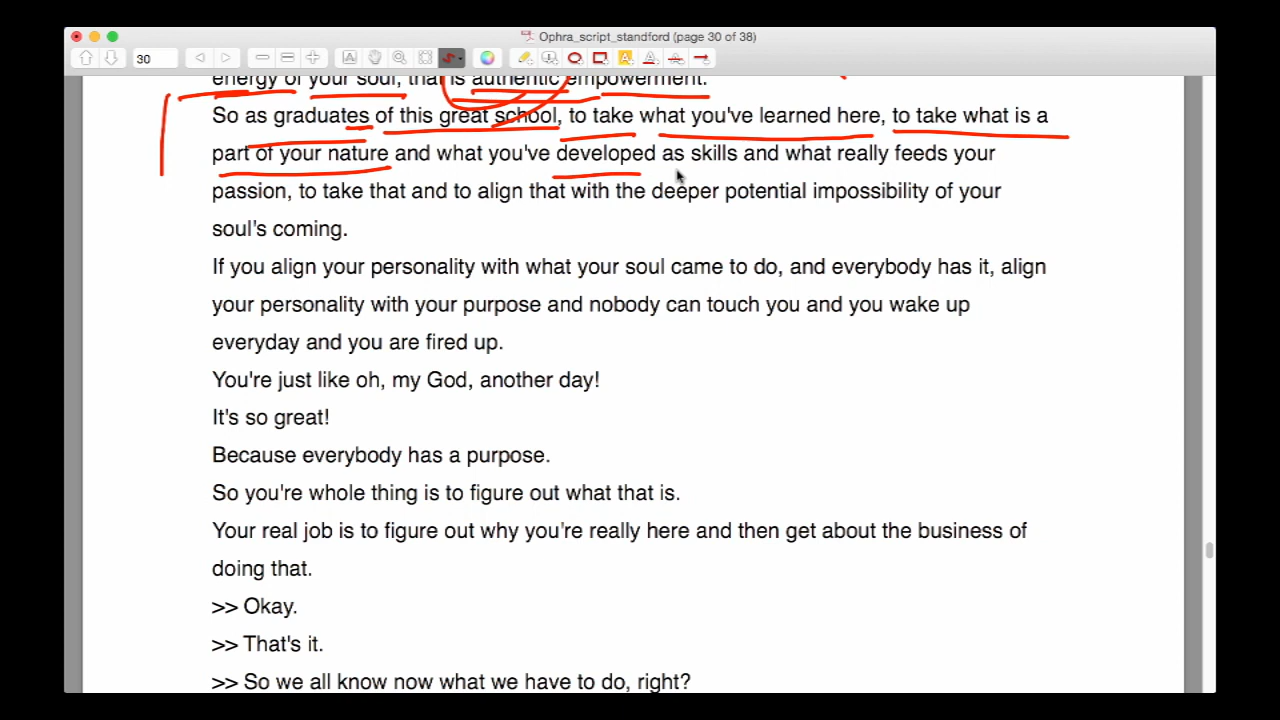 Ophra_script_standford (page 30 of 38)
30
energy of your soul, that is authentic empowerment.
So as graduates of this great school, to take what you've learned here, to take what is a
part of your nature and what you've developed as skills and what really feeds your
passion, to take that and to align that with the deeper potential impossibility of your
soul's coming.
If you align your personality with what your soul came to do, and everybody has it, align
your personality with your purpose and nobody can touch you and you wake up
everyday and you are fired up.
You're just like oh, my God, another day!
It's so great!
Because everybody has a purpose.
So you're whole thing is to figure out what that is.
Your real job is to figure out why you're really here and then get about the business of
doing that.
>> Okay.
>> That's it.
>> So we all know now what we have to do, right?